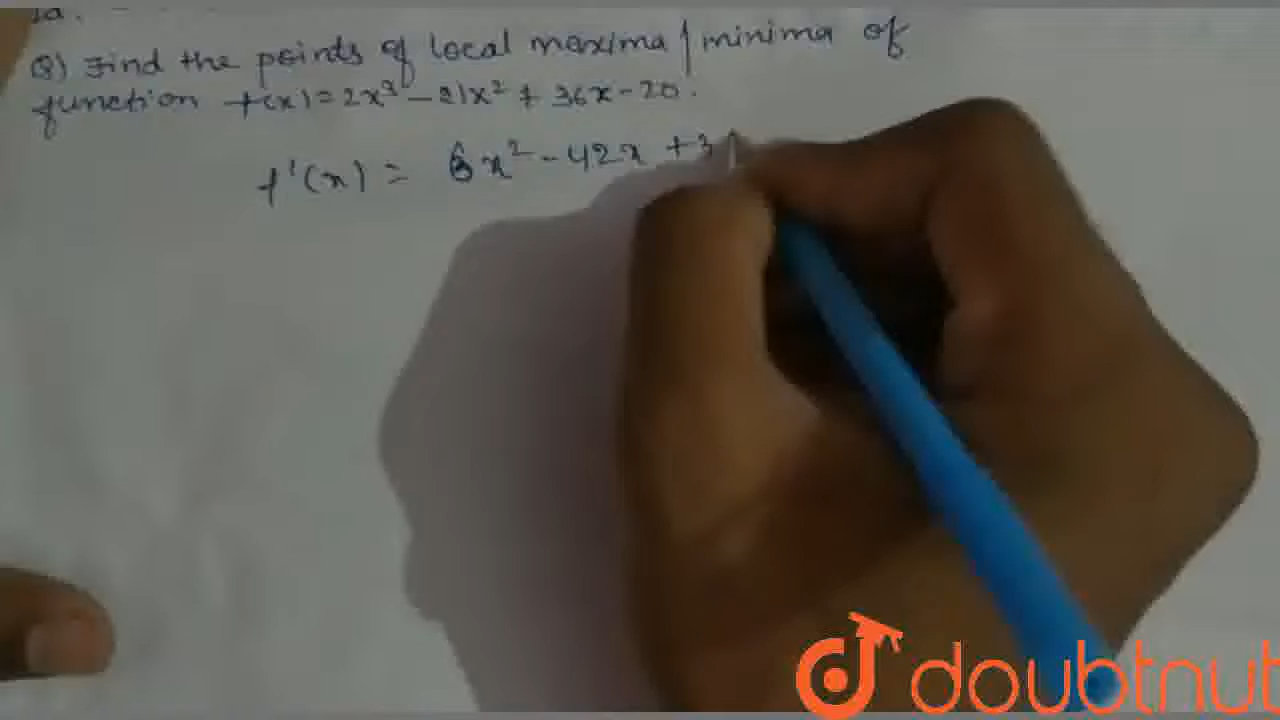 Q) Find the points of local maxima / minima of
function f(x) = 2x³ - 21x² + 36x - 20.
f'(x) = 6x² - 42x + 3
doubtnut